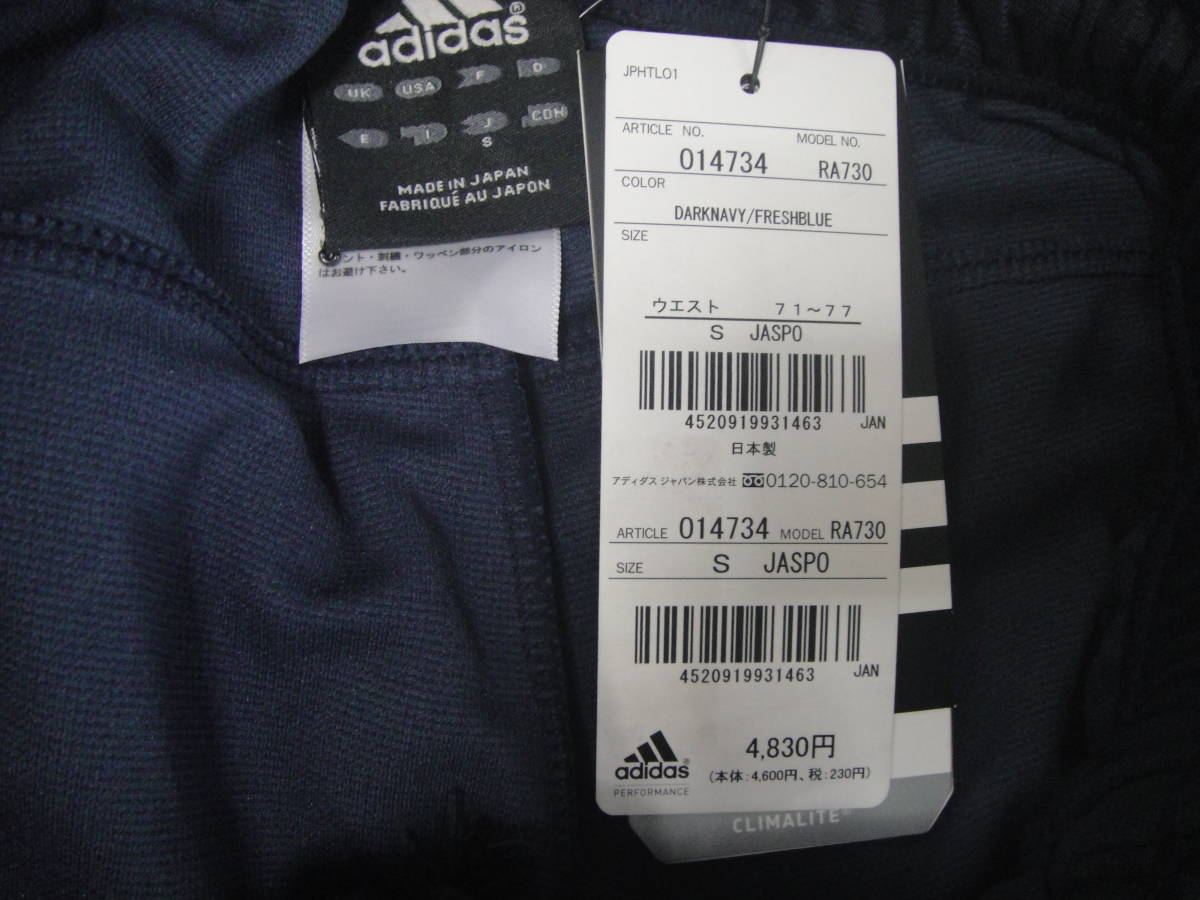 adidas®
UK USA F D
E I J CDN
S
MADE IN JAPAN
FABRIQUÉ AU JAPON
ント・刺繍・ワッペン部分のアイロン
はお避け下さい。
JPHTL01
ARTICLE NO. MODEL NO.
014734 RA730
COLOR
DARKNAVY/FRESHBLUE
SIZE
ウエスト 71～77
S JASPO
4520919931463 JAN
日本製
アディダス ジャパン株式会社 0120-810-654
ARTICLE 014734 MODEL RA730
SIZE S JASPO
4520919931463 JAN
adidas®
PERFORMANCE
4,830円
(本体:4,600円、税:230円)
CLIMALITE®